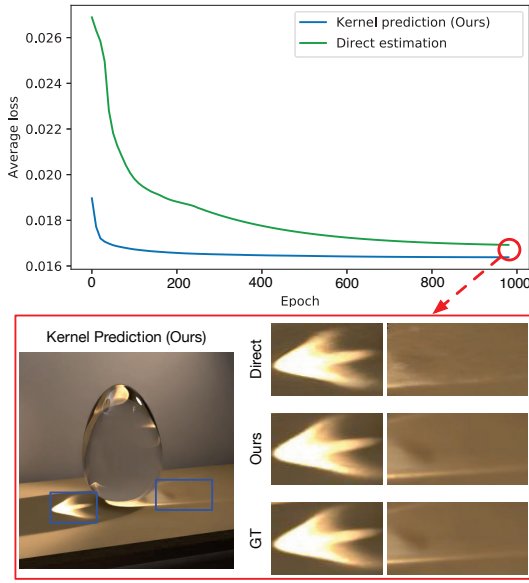 Kernel prediction (Ours)
Direct estimation
Average loss
0.026
0.024
0.022
0.020
0.018
0.016
0
200
400
600
800
1000
Epoch
Kernel Prediction (Ours)
Direct
Ours
GT